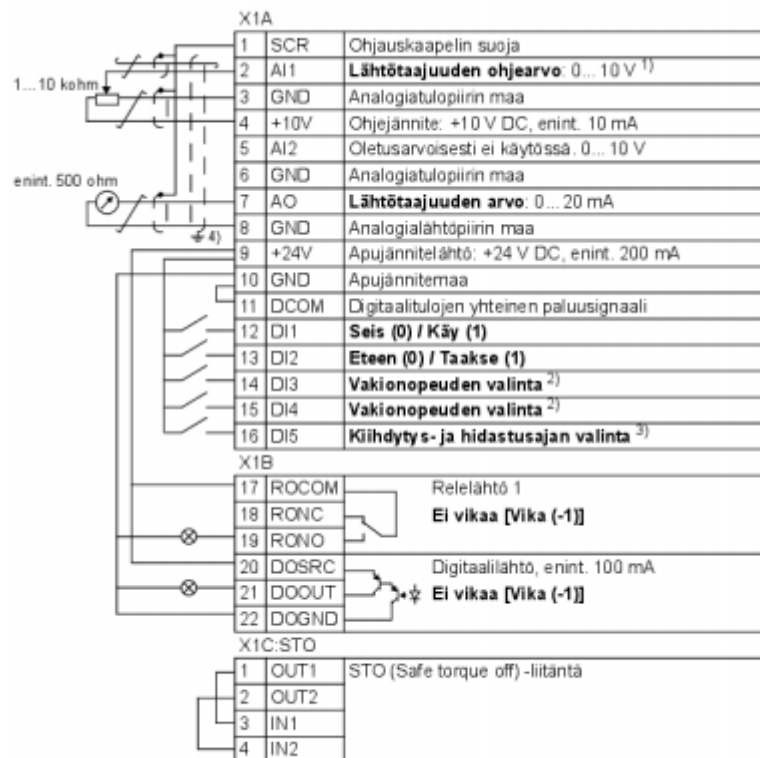 X1A
1 SCR Ohjauskaapelin suoja
2 AI1 Lähtötaajuuden ohjearvo: 0... 10 V 1)
1...10 kohm
3 GND Analogiatulopiirin maa
4 +10V Ohjejännite: +10 V DC, enint. 10 mA
5 AI2 Oletusarvoisesti ei käytössä. 0... 10 V
6 GND Analogiatulopiirin maa
enint. 500 ohm
7 AO Lähtötaajuuden arvo: 0... 20 mA
8 GND Analogialähtöpiirin maa
4)
9 +24V Apujännitelähtö: +24 V DC, enint. 200 mA
10 GND Apujännitemaa
11 DCOM Digitaalitulojen yhteinen paluusignaali
12 DI1 Seis (0) / Käy (1)
13 DI2 Eteen (0) / Taakse (1)
14 DI3 Vakionopeuden valinta 2)
15 DI4 Vakionopeuden valinta 2)
16 DI5 Kiihdytys- ja hidastusajan valinta 3)
X1B
17 ROCOM Relelähtö 1
18 RONC Ei vikaa [Vika (-1)]
19 RONO
20 DOSRC Digitaalilähtö, enint. 100 mA
21 DOOUT Ei vikaa [Vika (-1)]
22 DOGND
X1C:STO
1 OUT1 STO (Safe torque off) -liitäntä
2 OUT2
3 IN1
4 IN2